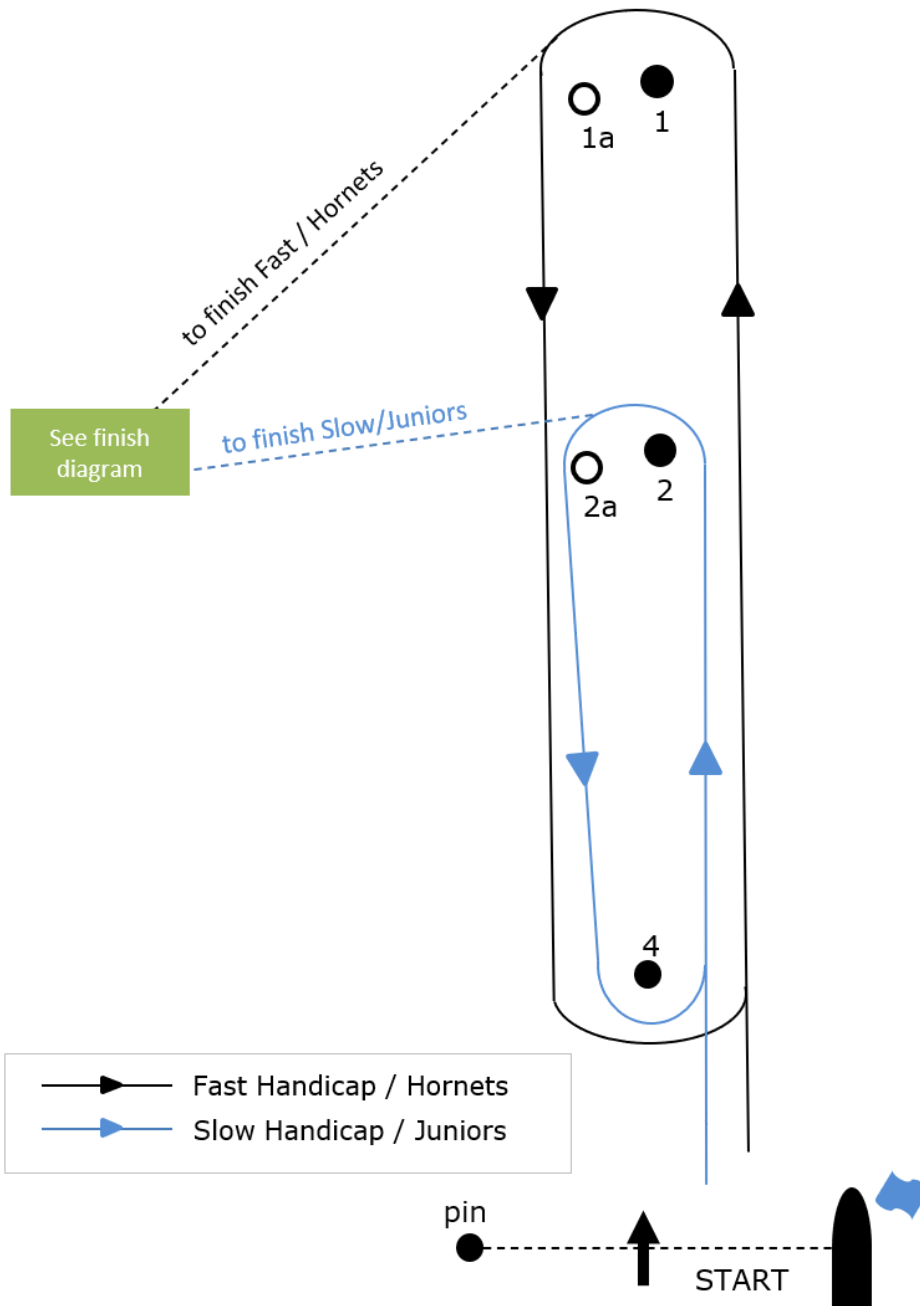 1a
1
to finish Fast / Hornets
See finish
diagram
to finish Slow/Juniors
2a
2
4
Fast Handicap / Hornets
Slow Handicap / Juniors
pin
START